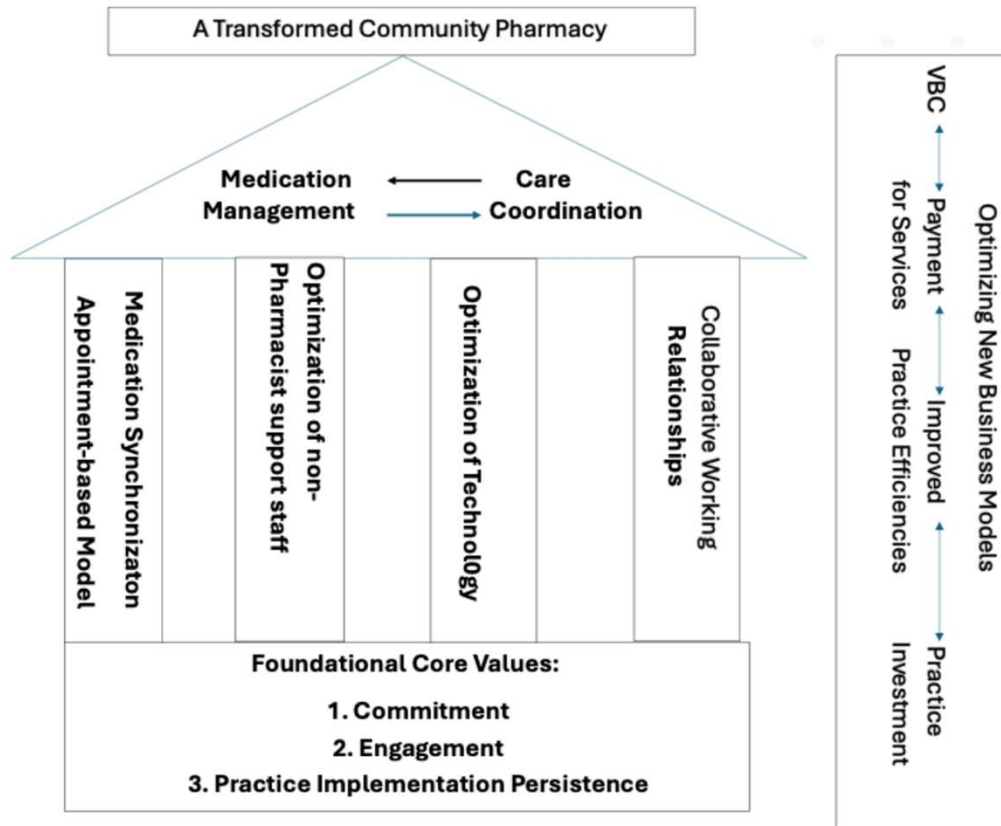 A Transformed Community Pharmacy
Medication
Management
Care
Coordination
Medication Synchronizaton
Appointment-based Model
Optimization of non-
Pharmacist support staff
Optimization of Technol0gy
Collaborative Working
Relationships
Foundational Core Values:
1. Commitment
2. Engagement
3. Practice Implementation Persistence
Optimizing New Business Models
VBC
Payment
for Services
Improved
Practice Efficiencies
Practice
Investment